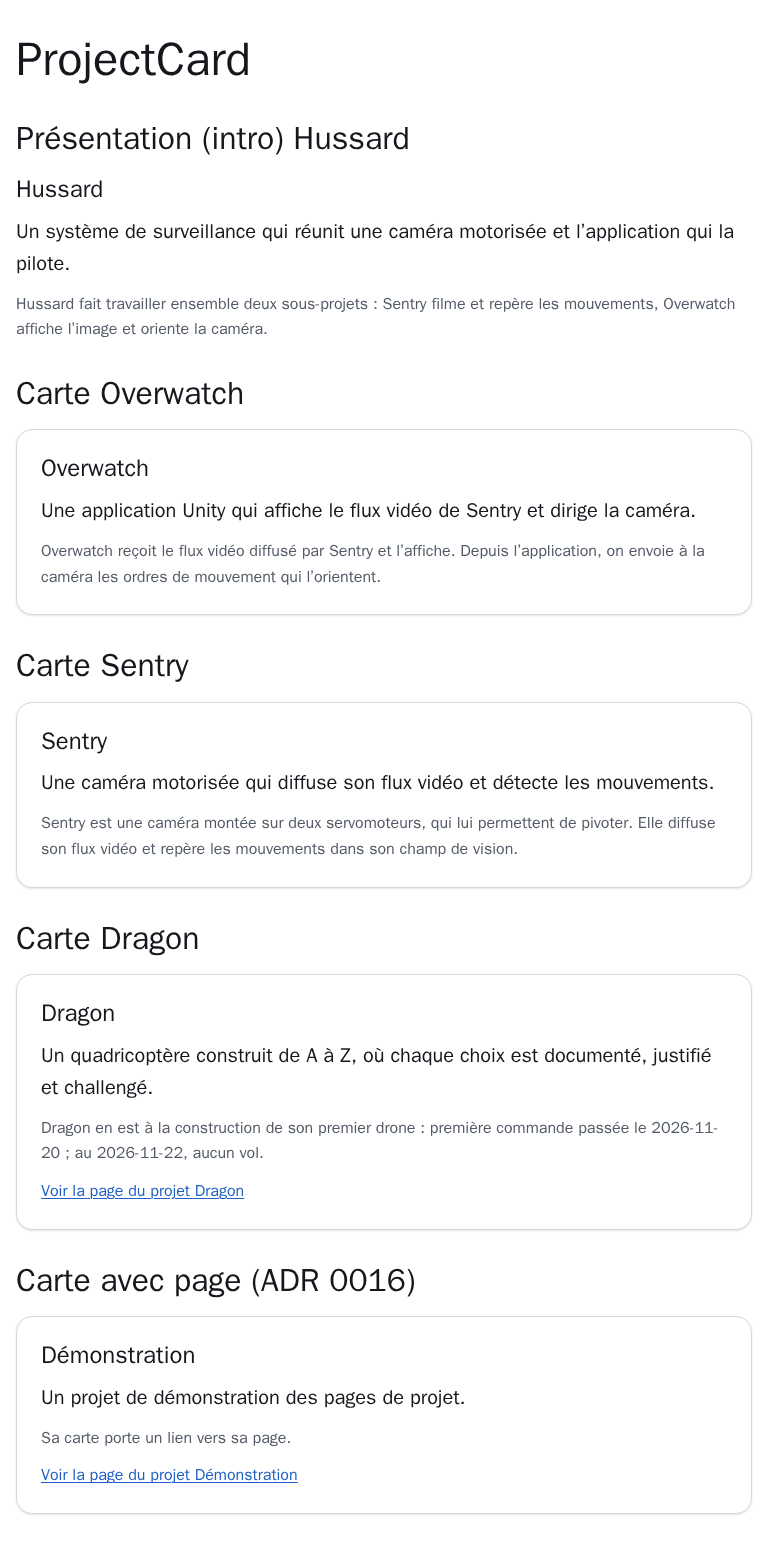 ProjectCard
Présentation (intro) Hussard
Hussard
Un système de surveillance qui réunit une caméra motorisée et l’application qui la
pilote.
Hussard fait travailler ensemble deux sous-projets : Sentry filme et repère les mouvements, Overwatch
affiche l’image et oriente la caméra.
Carte Overwatch
Overwatch
Une application Unity qui affiche le flux vidéo de Sentry et dirige la caméra.
Overwatch reçoit le flux vidéo diffusé par Sentry et l’affiche. Depuis l’application, on envoie à la
caméra les ordres de mouvement qui l’orientent.
Carte Sentry
Sentry
Une caméra motorisée qui diffuse son flux vidéo et détecte les mouvements.
Sentry est une caméra montée sur deux servomoteurs, qui lui permettent de pivoter. Elle diffuse
son flux vidéo et repère les mouvements dans son champ de vision.
Carte Dragon
Dragon
Un quadricoptère construit de A à Z, où chaque choix est documenté, justifié
et challengé.
Dragon en est à la construction de son premier drone : première commande passée le 2026-11-
20 ; au 2026-11-22, aucun vol.
Voir la page du projet Dragon
Carte avec page (ADR 0016)
Démonstration
Un projet de démonstration des pages de projet.
Sa carte porte un lien vers sa page.
Voir la page du projet Démonstration